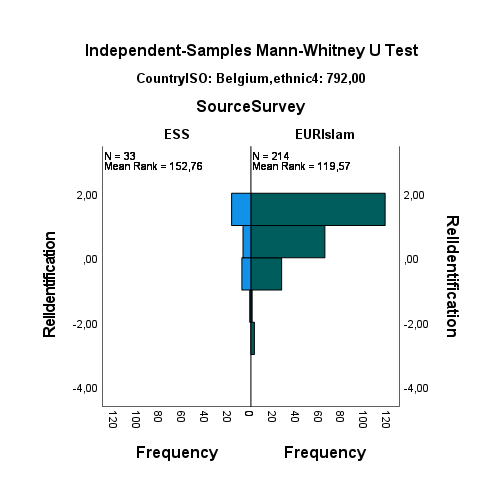 Independent-Samples Mann-Whitney U Test
CountryISO: Belgium,ethnic4: 792,00
SourceSurvey
ESS
EURIslam
N = 33
Mean Rank = 152,76
N = 214
Mean Rank = 119,57
RelIdentification
2,00
,00
-2,00
-4,00
2,00
,00
-2,00
-4,00
RelIdentification
120 100 80 60 40 20 0 20 40 60 80 100 120
Frequency
Frequency